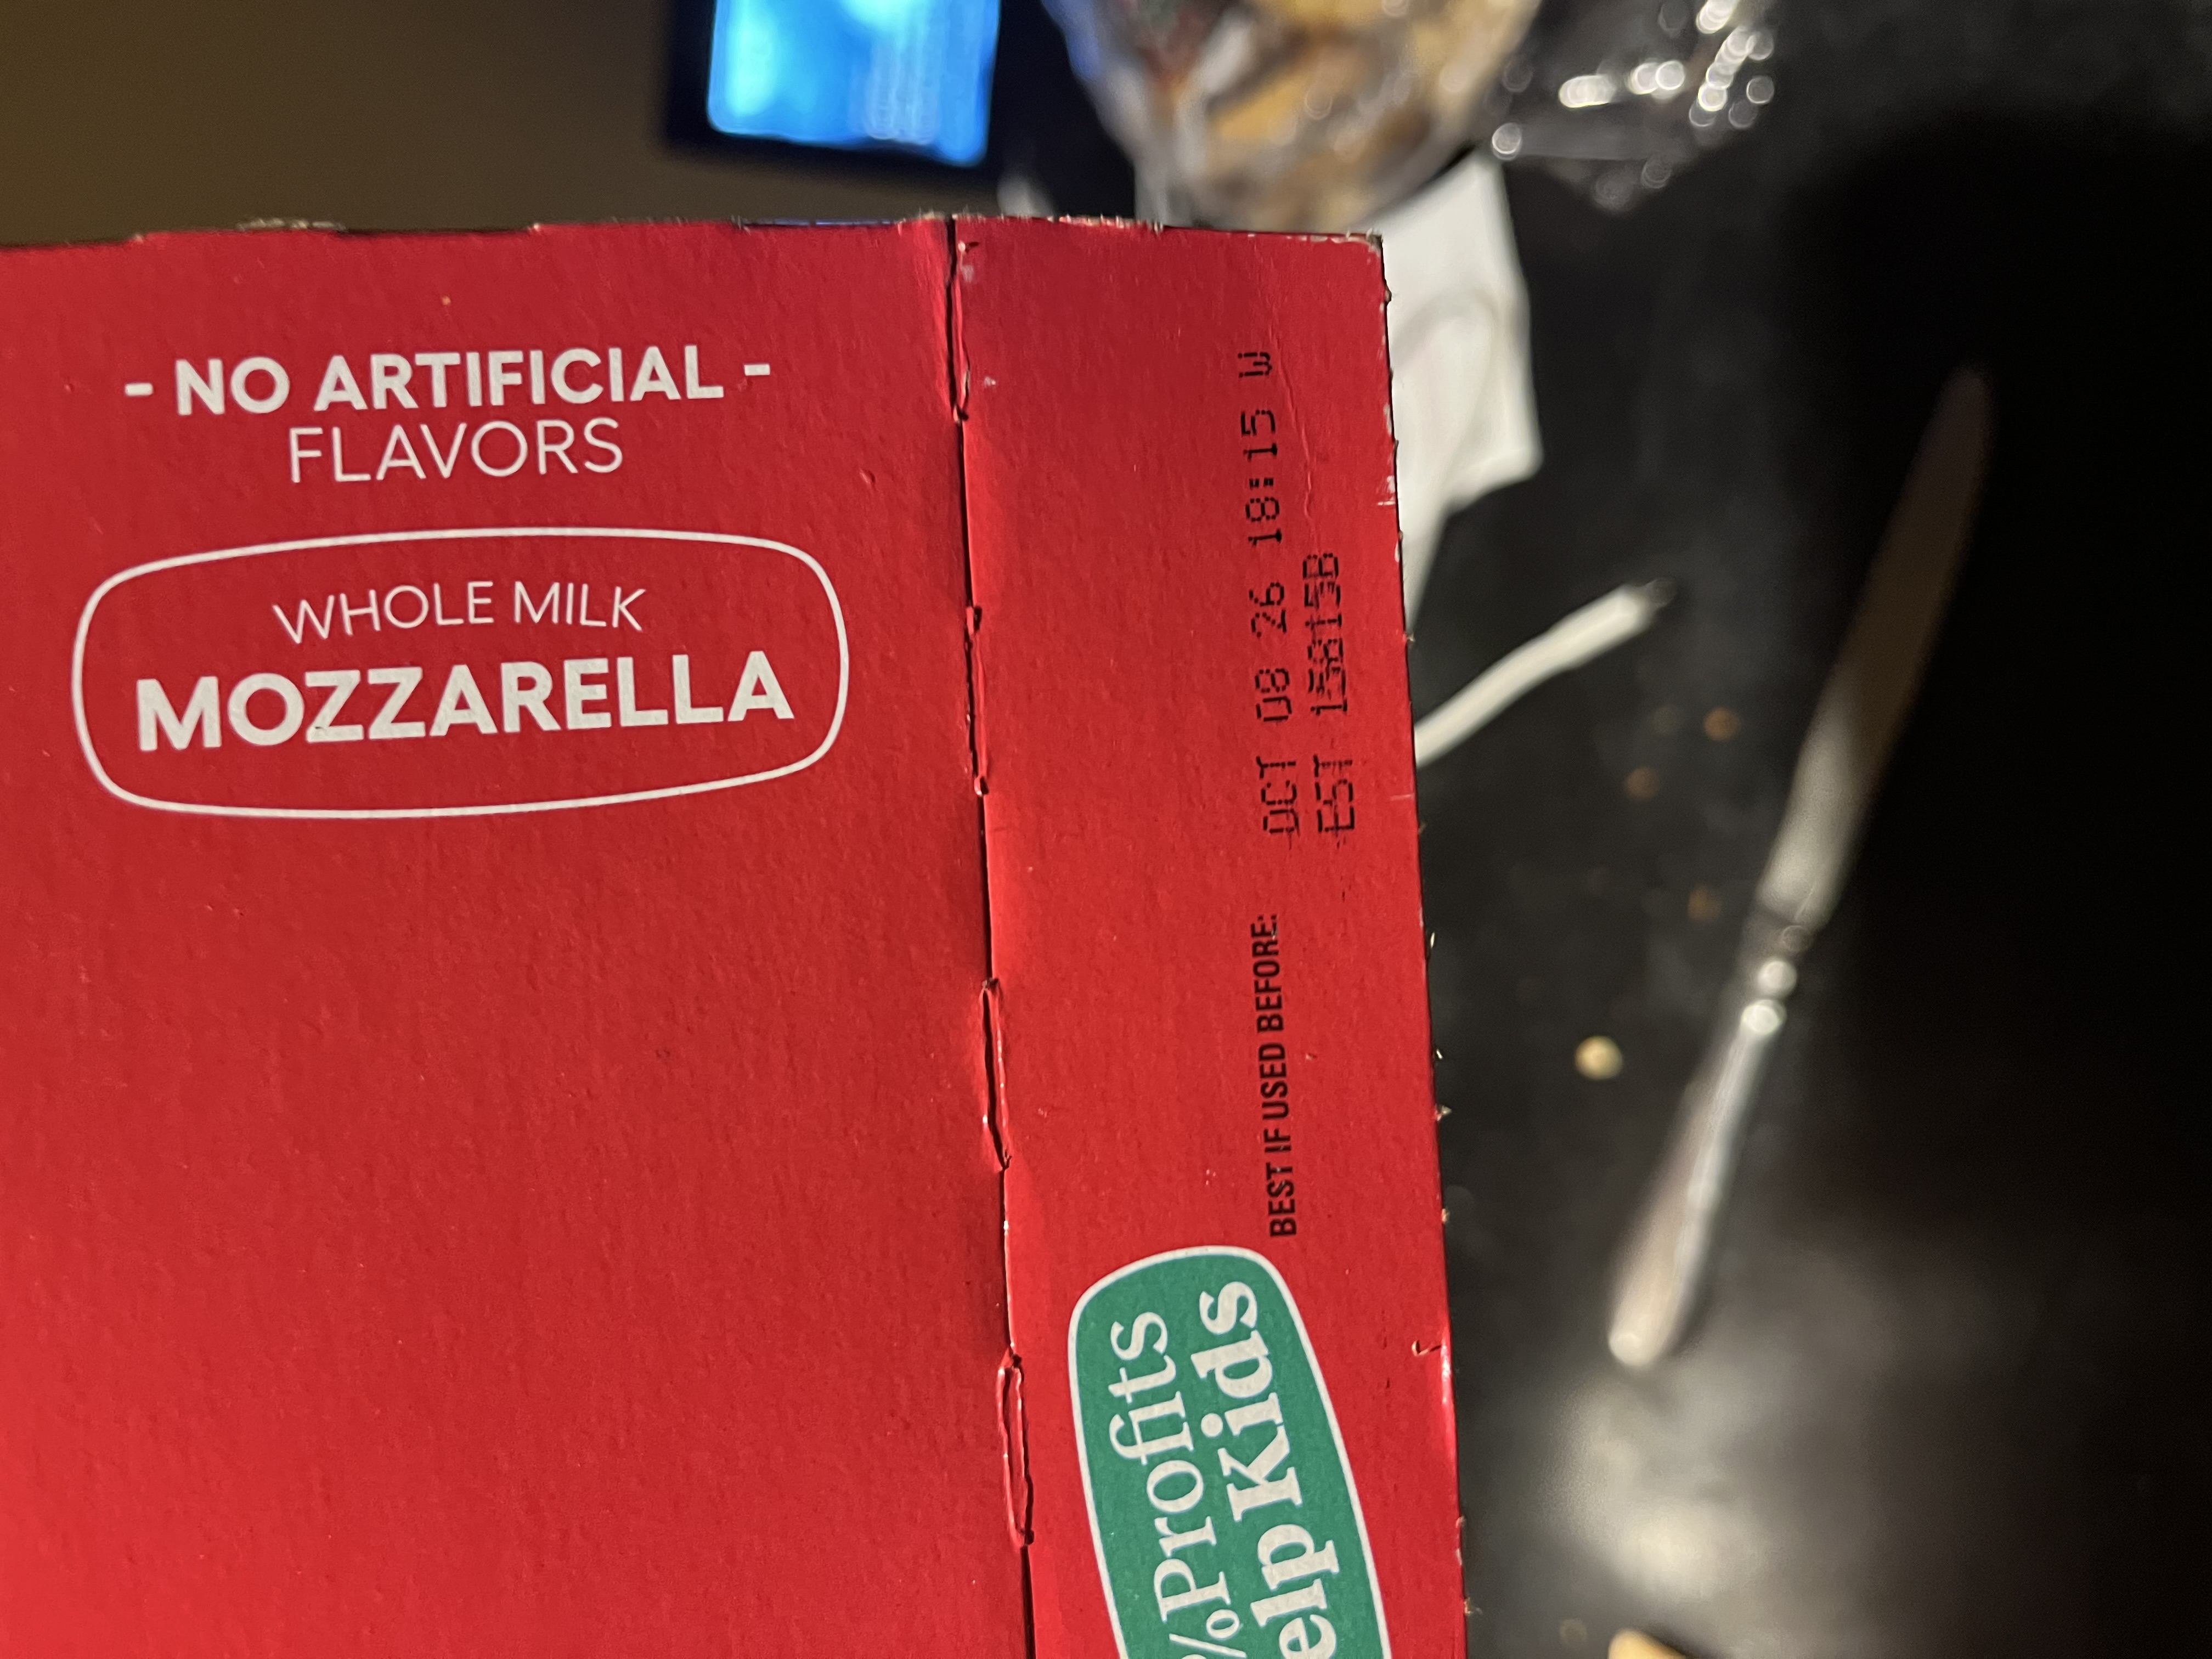 - NO ARTIFICIAL -
FLAVORS
WHOLE MILK
MOZZARELLA
BEST IF USED BEFORE: OCT 08 26 18:15 W
EST 15815B
%Profits
elp Kids